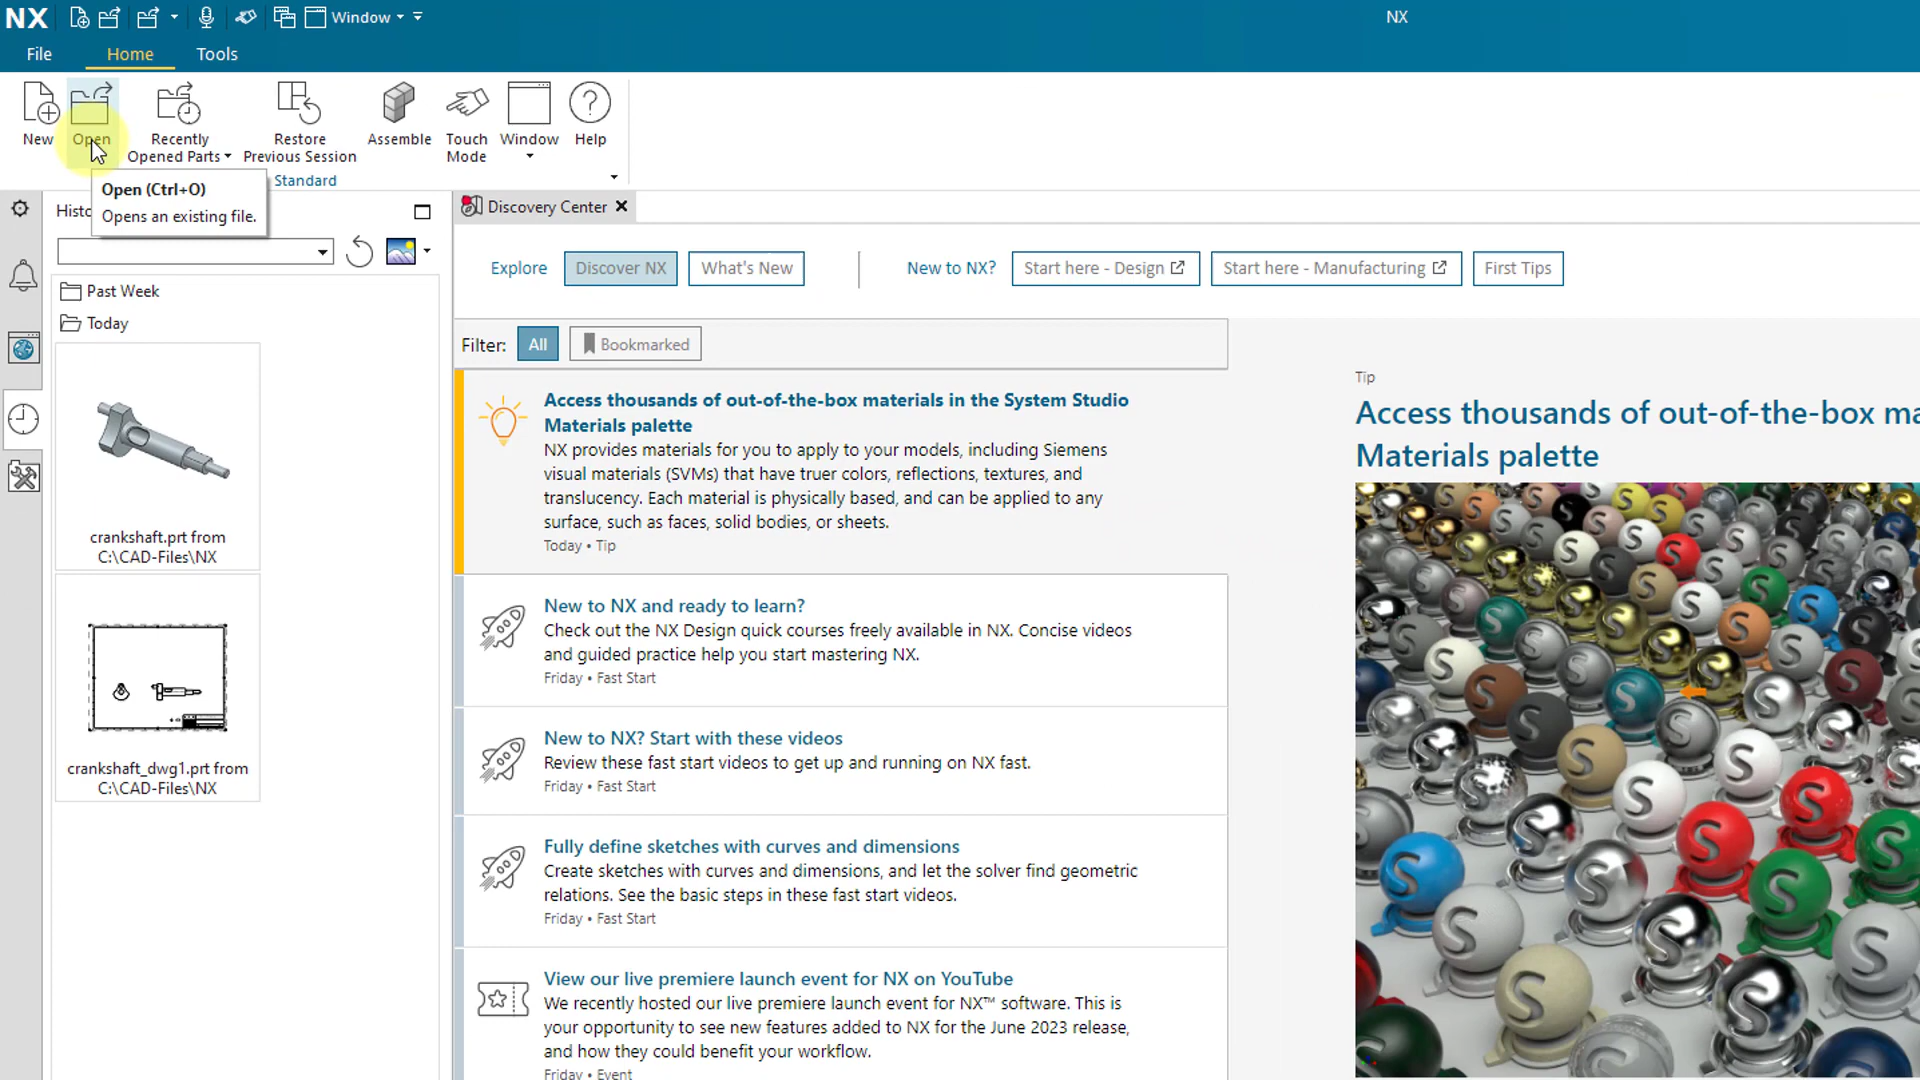 NX
Window
NX
File
Home
Tools
New
Open
Recently
Opened Parts
Restore
Previous Session
Assemble
Touch
Mode
Window
Help
Standard
Open (Ctrl+O)
Opens an existing file.
Histo
Discovery Center
Explore
Discover NX
What's New
New to NX?
Start here - Design
Start here - Manufacturing
First Tips
Past Week
Today
crankshaft.prt from
C:\CAD-Files\NX
crankshaft_dwg1.prt from
C:\CAD-Files\NX
Filter:
All
Bookmarked
Access thousands of out-of-the-box materials in the System Studio
Materials palette
NX provides materials for you to apply to your models, including Siemens
visual materials (SVMs) that have truer colors, reflections, textures, and
translucency. Each material is physically based, and can be applied to any
surface, such as faces, solid bodies, or sheets.
Today • Tip
New to NX and ready to learn?
Check out the NX Design quick courses freely available in NX. Concise videos
and guided practice help you start mastering NX.
Friday • Fast Start
New to NX? Start with these videos
Review these fast start videos to get up and running on NX fast.
Friday • Fast Start
Fully define sketches with curves and dimensions
Create sketches with curves and dimensions, and let the solver find geometric
relations. See the basic steps in these fast start videos.
Friday • Fast Start
View our live premiere launch event for NX on YouTube
We recently hosted our live premiere launch event for NX™ software. This is
your opportunity to see new features added to NX for the June 2023 release,
and how they could benefit your workflow.
Friday • Event
Tip
Access thousands of out-of-the-box ma
Materials palette